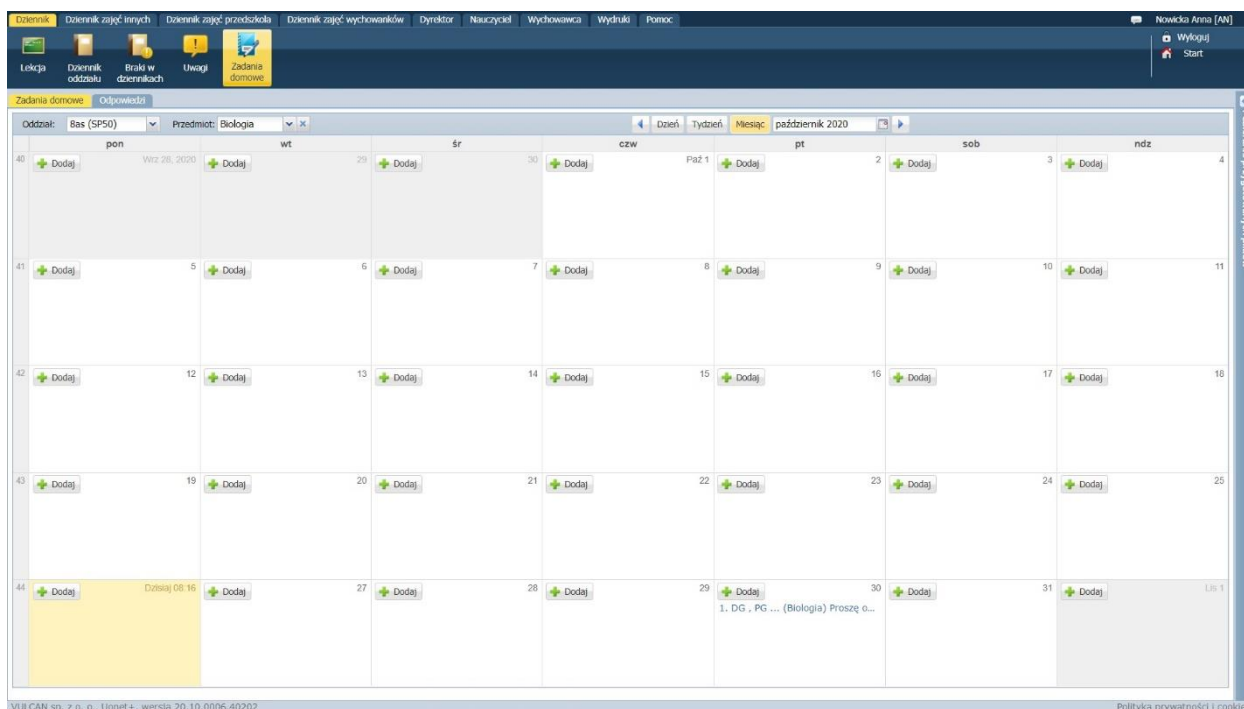 Dziennik Dziennik zajęć innych Dziennik zajęć przedszkola Dziennik zajęć wychowanków Dyrektor Nauczyciel Wychowawca Wydruki Pomoc Nowicka Anna [AN]
Wyloguj
Start
Lekcja Dziennik oddziału Braki w dziennikach Uwagi Zadania domowe
Zadania domowe Odpowiedzi
Oddział: 8as (SP50) Przedmiot: Biologia Dzień Tydzień Miesiąc październik 2020
pon wt śr czw pt sob ndz
40 Dodaj Wrz 28, 2020 Dodaj 29 Dodaj 30 Dodaj Paź 1 Dodaj 2 Dodaj 3 Dodaj 4
41 Dodaj 5 Dodaj 6 Dodaj 7 Dodaj 8 Dodaj 9 Dodaj 10 Dodaj 11
42 Dodaj 12 Dodaj 13 Dodaj 14 Dodaj 15 Dodaj 16 Dodaj 17 Dodaj 18
43 Dodaj 19 Dodaj 20 Dodaj 21 Dodaj 22 Dodaj 23 Dodaj 24 Dodaj 25
44 Dodaj Dzisiaj 08:16 Dodaj 27 Dodaj 28 Dodaj 29 Dodaj 30 Dodaj 31 Dodaj Lis 1
1. DG , PG ... (Biologia) Proszę o...
VULCAN sp. z o. o. Uonet+, wersja 20.10.0006.40202 Polityka prywatności i cookie